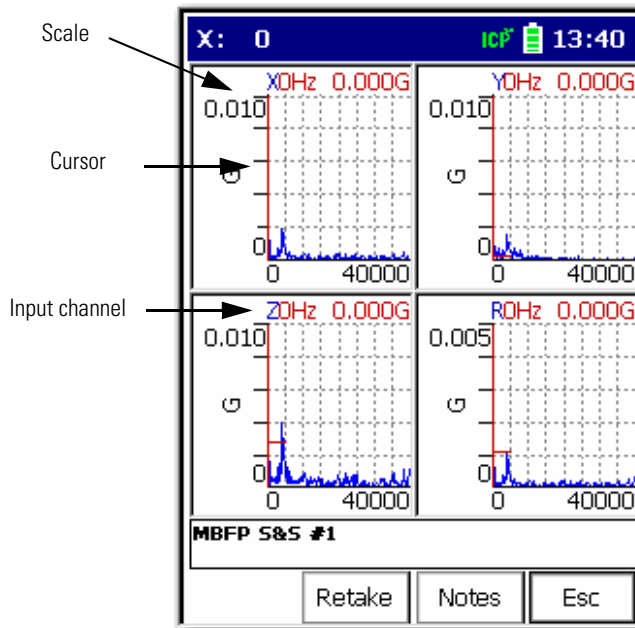 Scale
Cursor
Input channel
X: 0 ICP 13:40
X0Hz 0.000G
0.010
G
0
0 40000
Y0Hz 0.000G
0.010
G
0
0 40000
Z0Hz 0.000G
0.010
G
0
0 40000
R0Hz 0.000G
0.005
G
0
0 40000
MBFP S&S #1
Retake Notes Esc